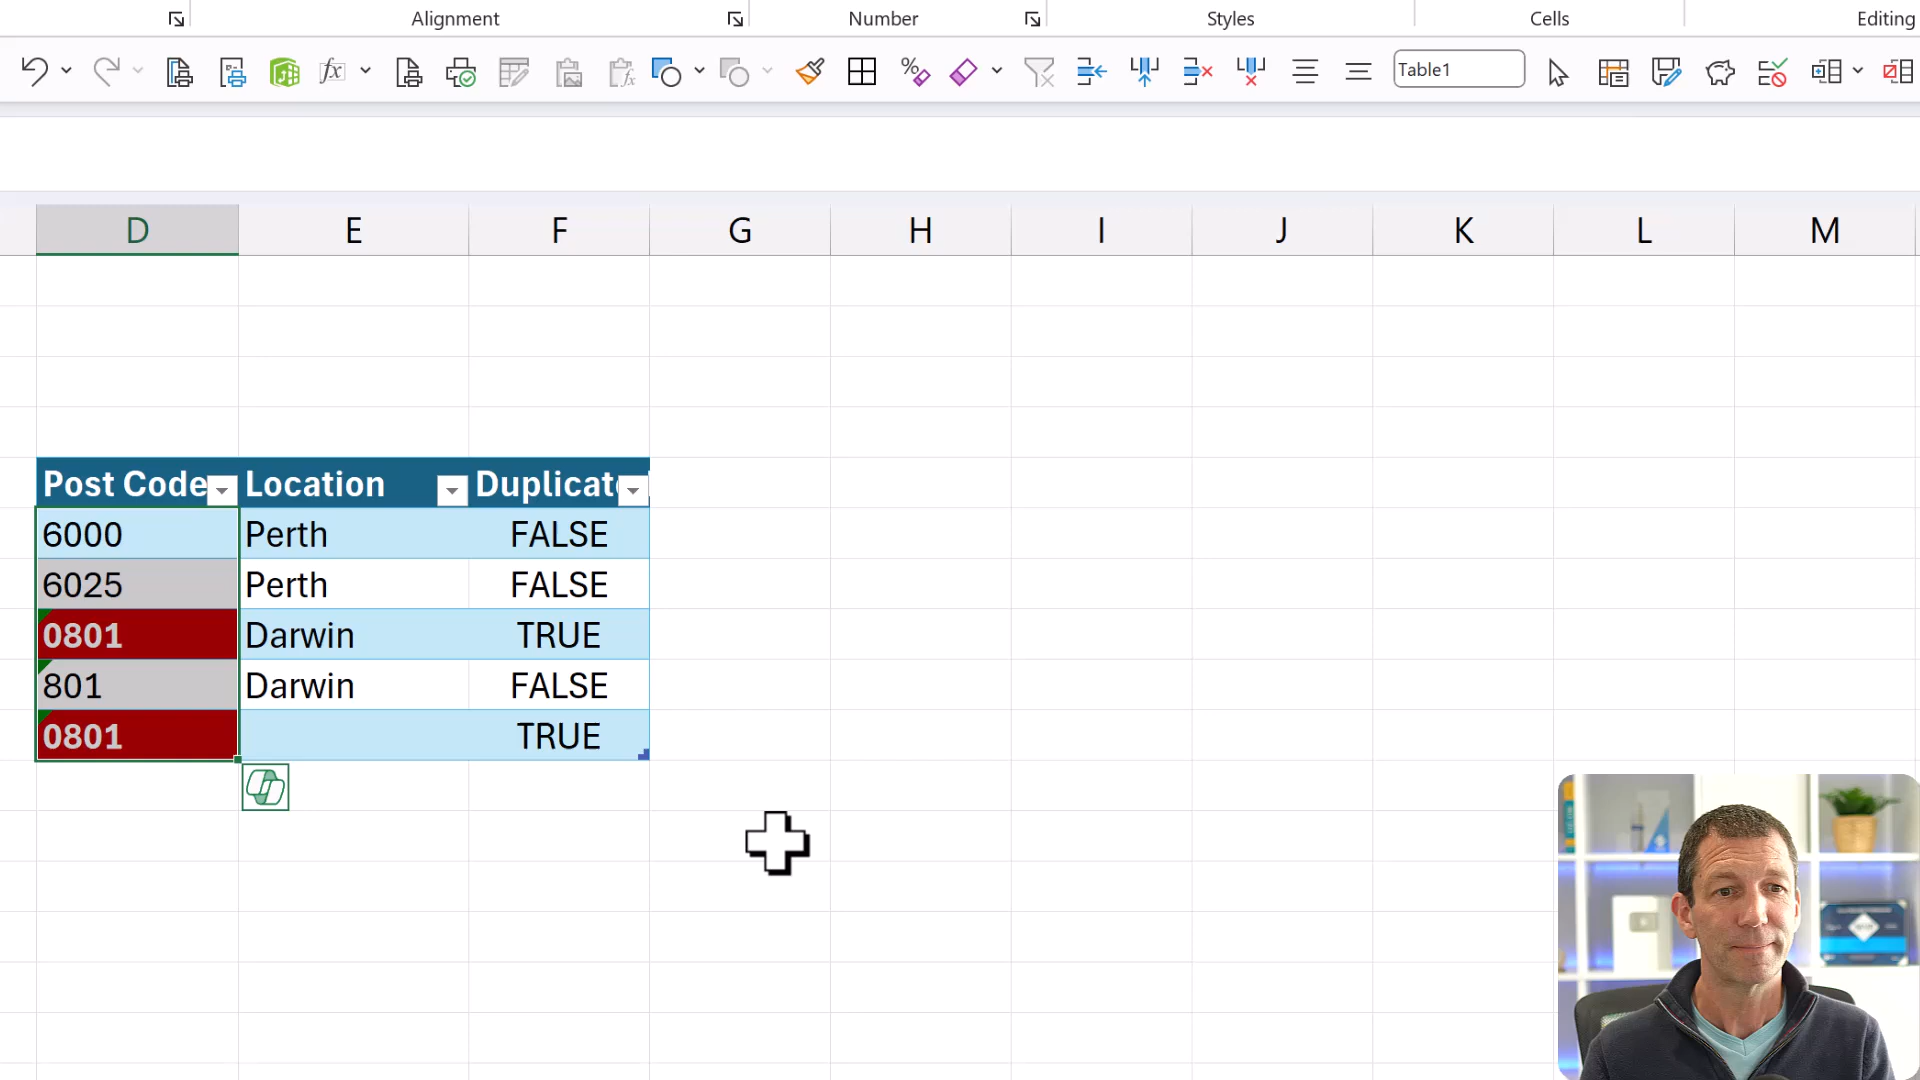 Alignment Number Styles Cells Editing
Table1
D E F G H I J K L M
Post Code Location Duplicat
6000 Perth FALSE
6025 Perth FALSE
0801 Darwin TRUE
801 Darwin FALSE
0801 TRUE